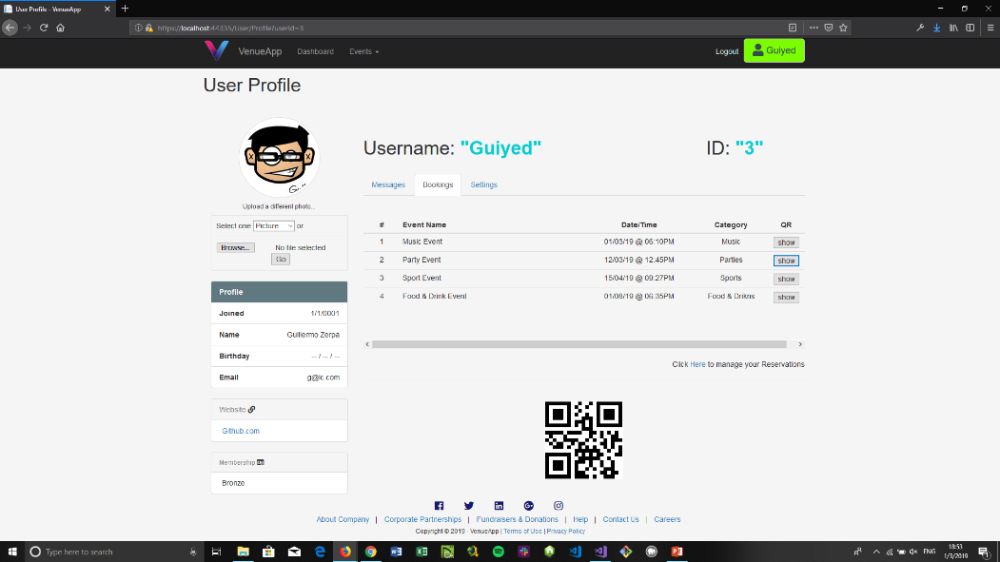 User Profile - VenueApp
https://localhost:44335/User/Profile?userId=3
VenueApp Dashboard Events Logout Guiyed
User Profile
Upload a different photo...
Select one Picture or
Browse... No file selected
Go
Profile
Joined 1/1/0001
Name Guillermo Zerpa
Birthday -- / -- / --
Email g@lc.com
Website
Github.com
Membership
Bronze
Username: "Guiyed" ID: "3"
Messages Bookings Settings
# Event Name Date/Time Category QR
1 Music Event 01/03/19 @ 06:10PM Music show
2 Party Event 12/03/19 @ 12:45PM Parties show
3 Sport Event 15/04/19 @ 09:27PM Sports show
4 Food & Drink Event 01/08/19 @ 06:35PM Food & Drikns show
Click Here to manage your Reservations
About Company | Corporate Partnerships | Fundraisers & Donations | Help | Contact Us | Careers
Copyright © 2019 - VenueApp | Terms of Use | Privacy Policy
Type here to search
ENG
18:53
1/3/2019